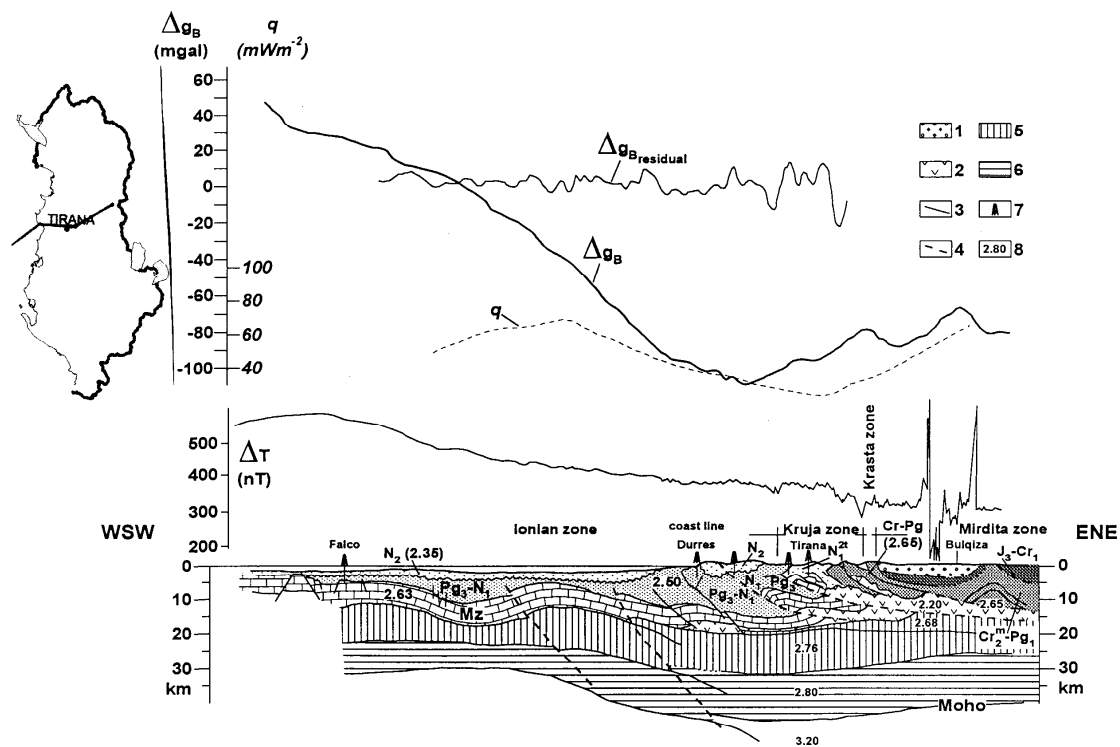 Δg_B q
(mgal) (mWm⁻²)
60
40
20
0
-20
-40
-60
-80
-100
100
80
60
40
TIRANA
Δg_B residual
Δg_B
q
1 5
2 6
3 7
4 2.80 8
ΔT
(nT)
500
400
300
200
Krasta zone
WSW ENE
Ionian zone coast line Kruja zone Cr-Pg Mirdita zone
Falco Durres Tirana (2.65) Bulqiza
N₂ (2.35) N₂ N₁²ᵗ J₃-Cr₁
0 0
2.63 Pg₃-N₁ 2.50 N₁ Pg₃
Pg₃-N₁
10 Mz 2.20 2.65 10
2.68 Cr₂ᵐ-Pg₁
20 2.76 20
30 2.80 30
km Moho km
3.20